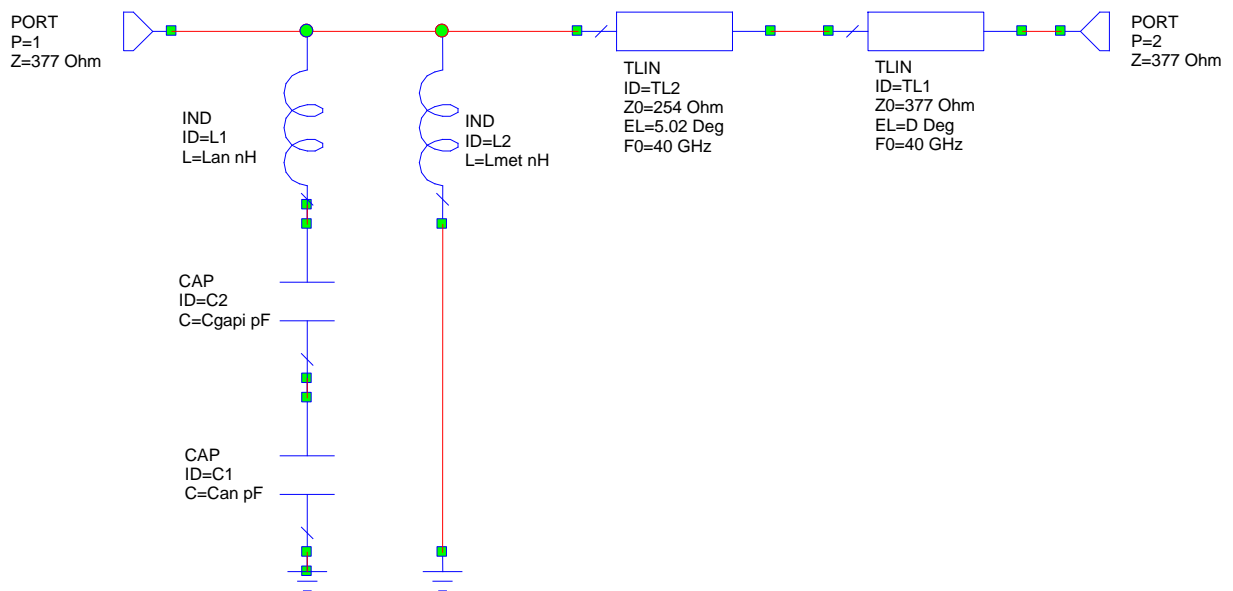 PORT
P=1
Z=377 Ohm
TLIN
ID=TL2
Z0=254 Ohm
EL=5.02 Deg
F0=40 GHz
TLIN
ID=TL1
Z0=377 Ohm
EL=D Deg
F0=40 GHz
PORT
P=2
Z=377 Ohm
IND
ID=L1
L=Lan nH
IND
ID=L2
L=Lmet nH
CAP
ID=C2
C=Cgapi pF
CAP
ID=C1
C=Can pF